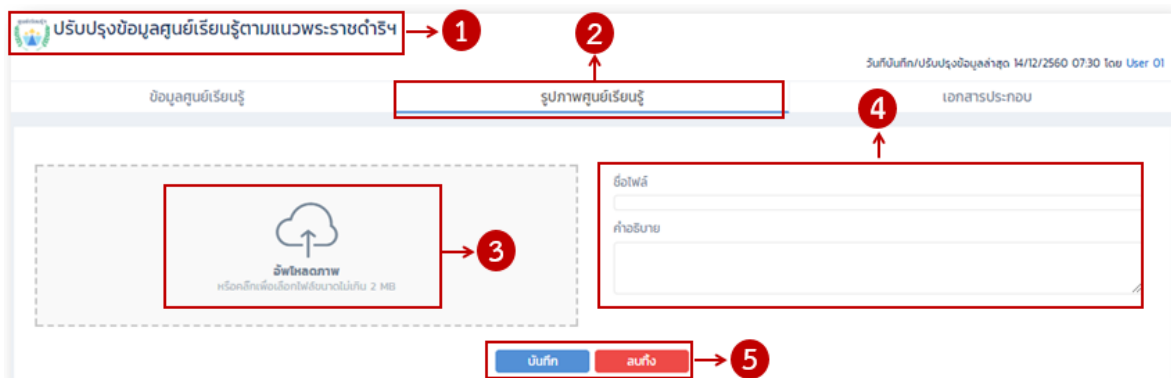 ปรับปรุงข้อมูลศูนย์เรียนรู้ตามแนวพระราชดำริฯ
1
2
วันที่บันทึก/ปรับปรุงข้อมูลล่าสุด 14/12/2560 07:30 โดย User 01
ข้อมูลศูนย์เรียนรู้
รูปภาพศูนย์เรียนรู้
เอกสารประกอบ
4
ชื่อไฟล์
คำอธิบาย
3
อัพโหลดภาพ
หรือคลิกเพื่อเลือกไฟล์ขนาดไม่เกิน 2 MB
บันทึก
ลบทิ้ง
5